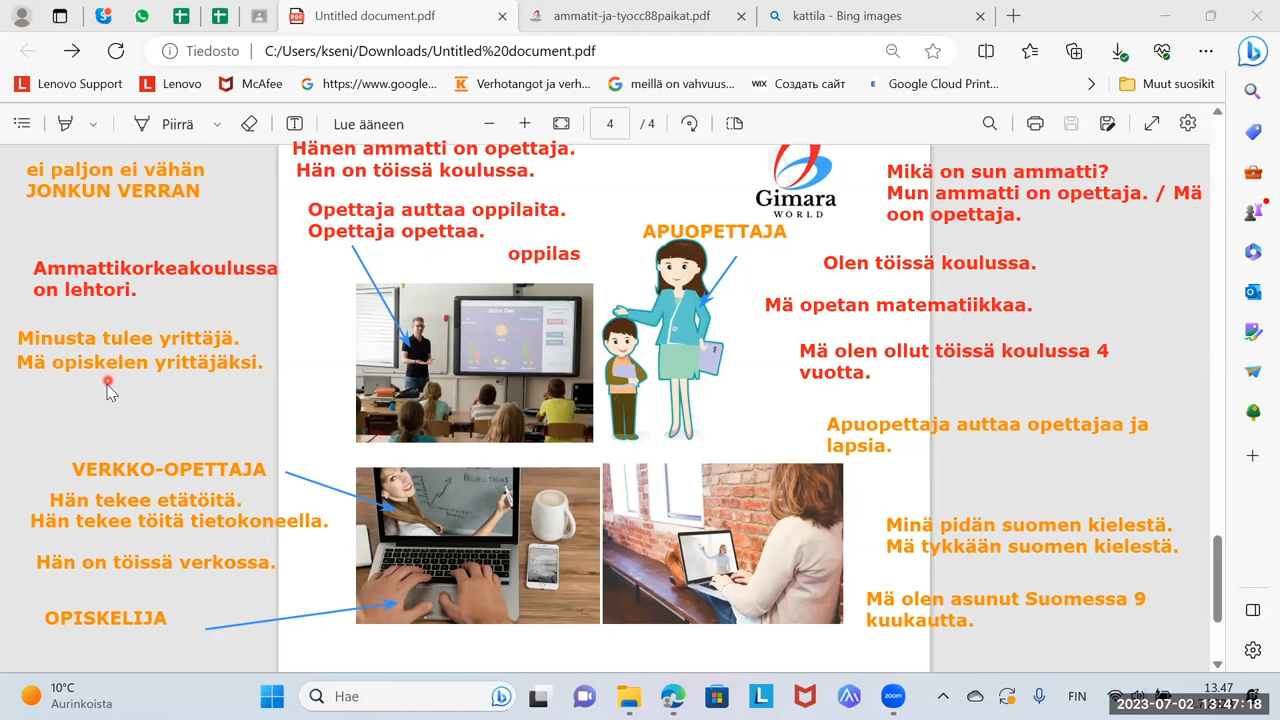 Untitled document.pdf
ammatit-ja-tyocc88paikat.pdf
kattila - Bing images
Tiedosto
C:/Users/kseni/Downloads/Untitled%20document.pdf
Lenovo Support
Lenovo
McAfee
https://www.google...
Verhotangot ja verh...
meillä on vahvuus...
WIX Создать сайт
Google Cloud Print...
Muut suosikit
Piirrä
Lue ääneen
4 / 4
ei paljon ei vähän
JONKUN VERRAN
Hänen ammatti on opettaja.
Hän on töissä koulussa.
Opettaja auttaa oppilaita.
Opettaja opettaa.
oppilas
Gimara
WORLD
APUOPETTAJA
Mikä on sun ammatti?
Mun ammatti on opettaja. / Mä
oon opettaja.
Ammattikorkeakoulussa
on lehtori.
Olen töissä koulussa.
Mä opetan matematiikkaa.
Minusta tulee yrittäjä.
Mä opiskelen yrittäjäksi.
Mä olen ollut töissä koulussa 4
vuotta.
Apuopettaja auttaa opettajaa ja
lapsia.
VERKKO-OPETTAJA
Hän tekee etätöitä.
Hän tekee töitä tietokoneella.
Hän on töissä verkossa.
OPISKELIJA
Minä pidän suomen kielestä.
Mä tykkään suomen kielestä.
Mä olen asunut Suomessa 9
kuukautta.
10°C
Aurinkoista
Hae
zoom
FIN
13.47
2023-07-02 13:47:18